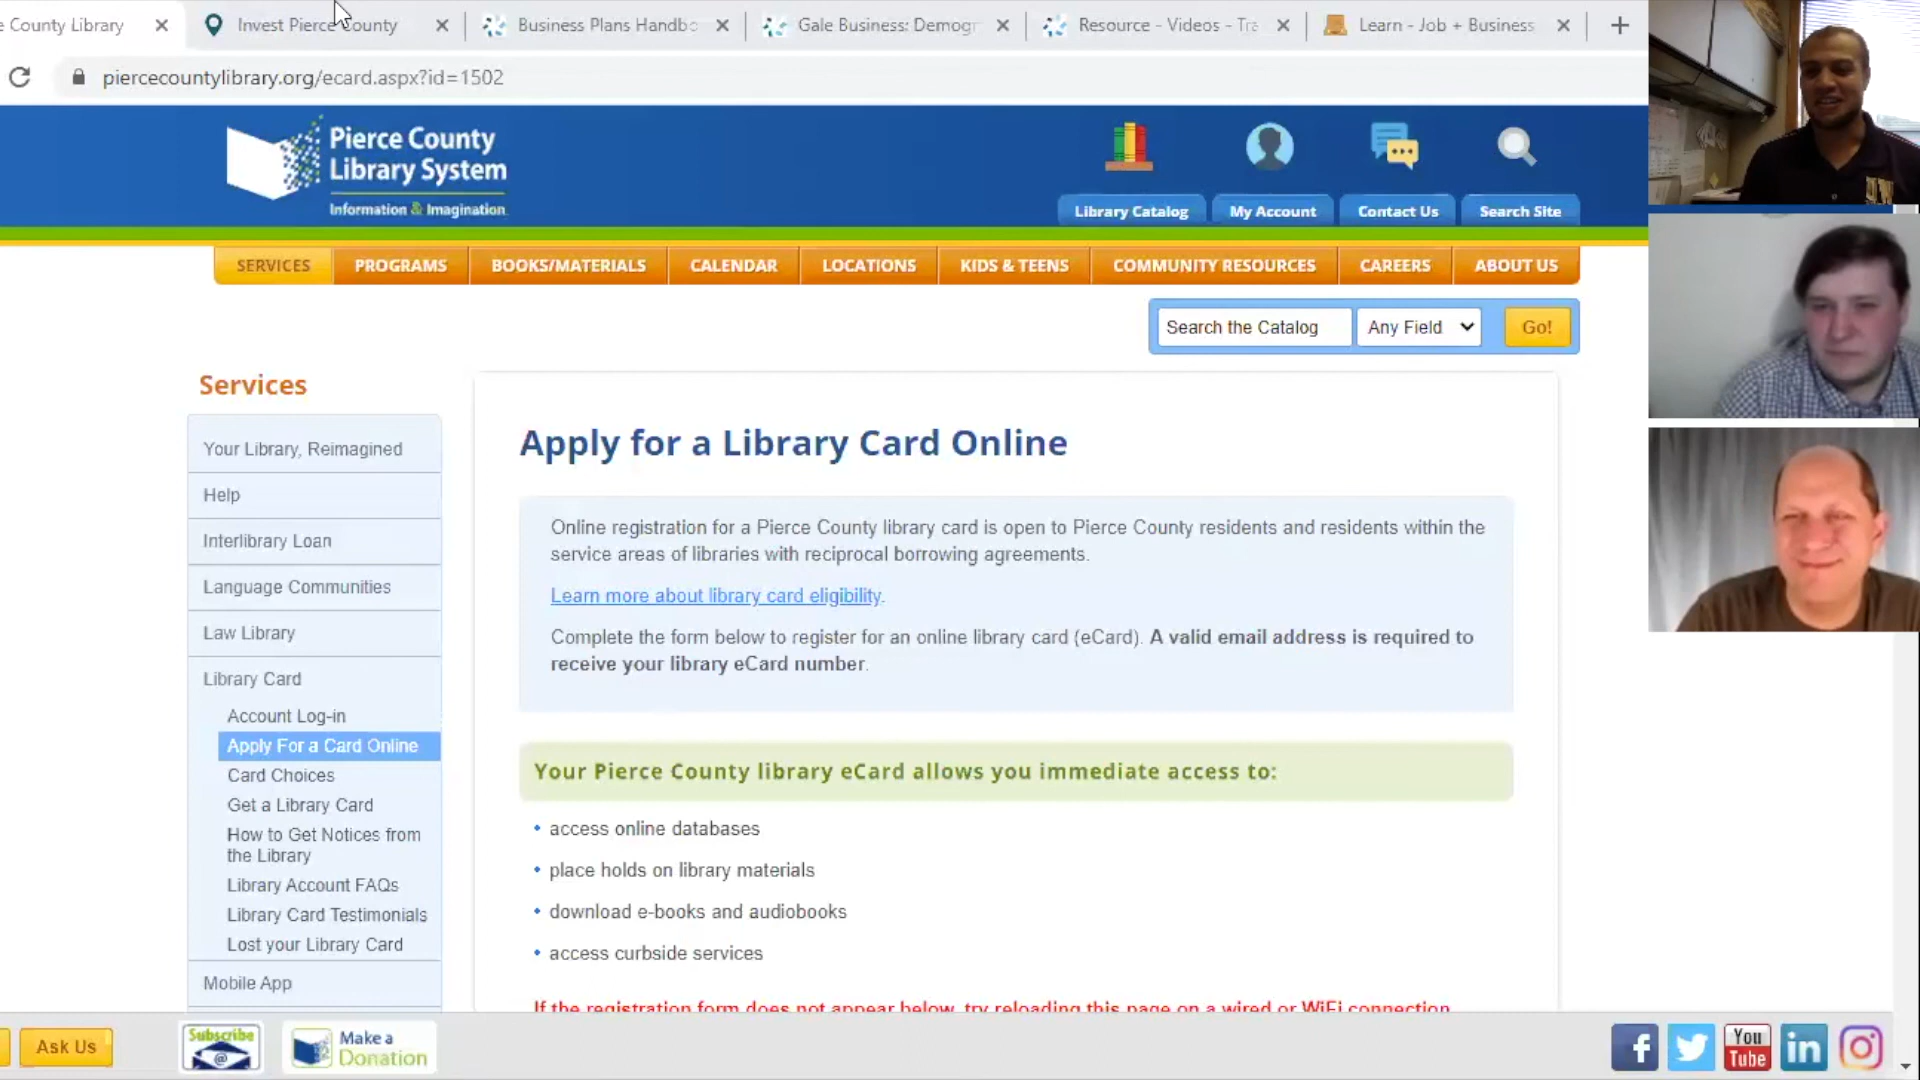 e County Library
Invest Pierce County
Business Plans Handb
Gale Business: Demogr
Resource - Videos - Tra
Learn - Job + Business
piercecountylibrary.org/ecard.aspx?id=1502
Pierce County
Library System
Information & Imagination
Library Catalog
My Account
Contact Us
Search Site
SERVICES
PROGRAMS
BOOKS/MATERIALS
CALENDAR
LOCATIONS
KIDS & TEENS
COMMUNITY RESOURCES
CAREERS
ABOUT US
Search the Catalog
Any Field
Go!
Services
Your Library, Reimagined
Help
Interlibrary Loan
Language Communities
Law Library
Library Card
Account Log-in
Apply For a Card Online
Card Choices
Get a Library Card
How to Get Notices from
the Library
Library Account FAQs
Library Card Testimonials
Lost your Library Card
Mobile App
Apply for a Library Card Online
Online registration for a Pierce County library card is open to Pierce County residents and residents within the
service areas of libraries with reciprocal borrowing agreements.
Learn more about library card eligibility.
Complete the form below to register for an online library card (eCard). A valid email address is required to
receive your library eCard number.
Your Pierce County library eCard allows you immediate access to:
access online databases
place holds on library materials
download e-books and audiobooks
access curbside services
If the registration form does not appear below, try reloading this page on a wired or WiFi connection
Ask Us
Subscribe
@
Make a
Donation
f
You
Tube
in